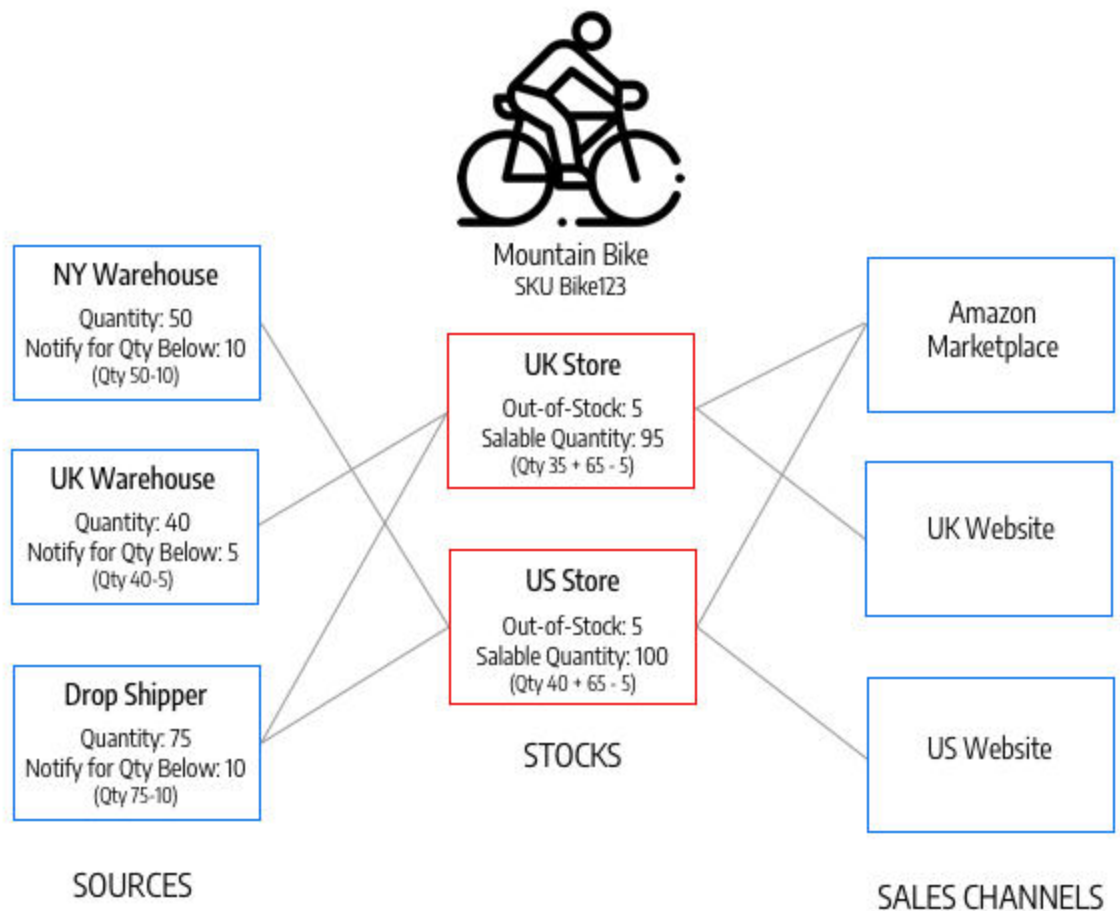 Mountain Bike
SKU Bike123
NY Warehouse
Quantity: 50
Notify for Qty Below: 10
(Qty 50-10)
UK Warehouse
Quantity: 40
Notify for Qty Below: 5
(Qty 40-5)
Drop Shipper
Quantity: 75
Notify for Qty Below: 10
(Qty 75-10)
SOURCES
UK Store
Out-of-Stock: 5
Salable Quantity: 95
(Qty 35 + 65 - 5)
US Store
Out-of-Stock: 5
Salable Quantity: 100
(Qty 40 + 65 - 5)
STOCKS
Amazon
Marketplace
UK Website
US Website
SALES CHANNELS